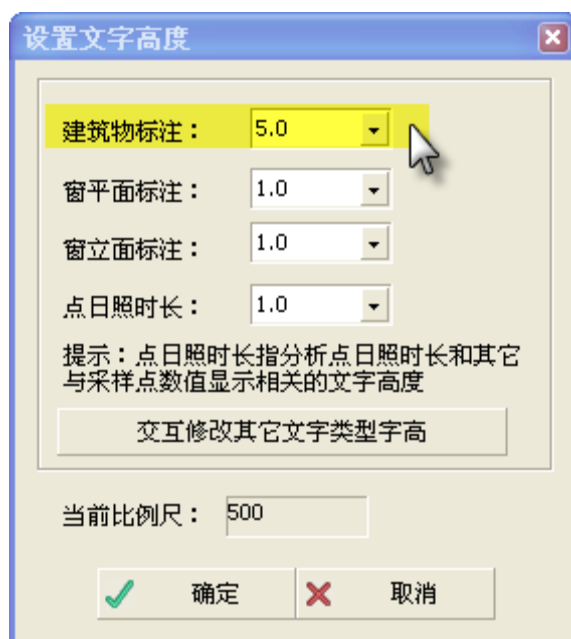 设置文字高度
建筑物标注： 5.0
窗平面标注： 1.0
窗立面标注： 1.0
点日照时长： 1.0
提示：点日照时长指分析点日照时长和其它
与采样点数值显示相关的文字高度
交互修改其它文字类型字高
当前比例尺： 500
确定 取消